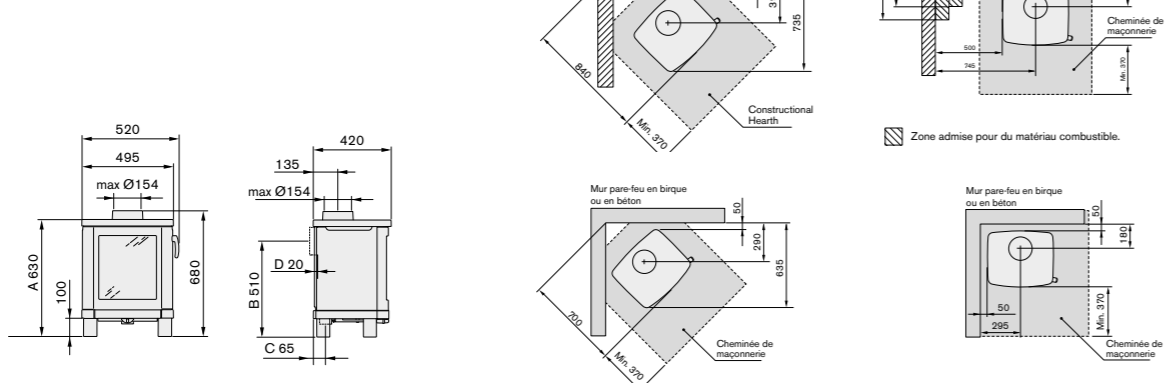 520
495
max Ø154
A 630
100
680
420
135
max Ø154
D 20
B 510
C 65
735
840
Min. 370
Constructional
Hearth
500
745
Min. 370
Cheminée de
maçonnerie
Zone admise pour du matériau combustible.
Mur pare-feu en birque
ou en béton
50
290
635
700
Min. 370
Cheminée de
maçonnerie
Mur pare-feu en birque
ou en béton
50
180
50
295
Min. 370
Cheminée de
maçonnerie